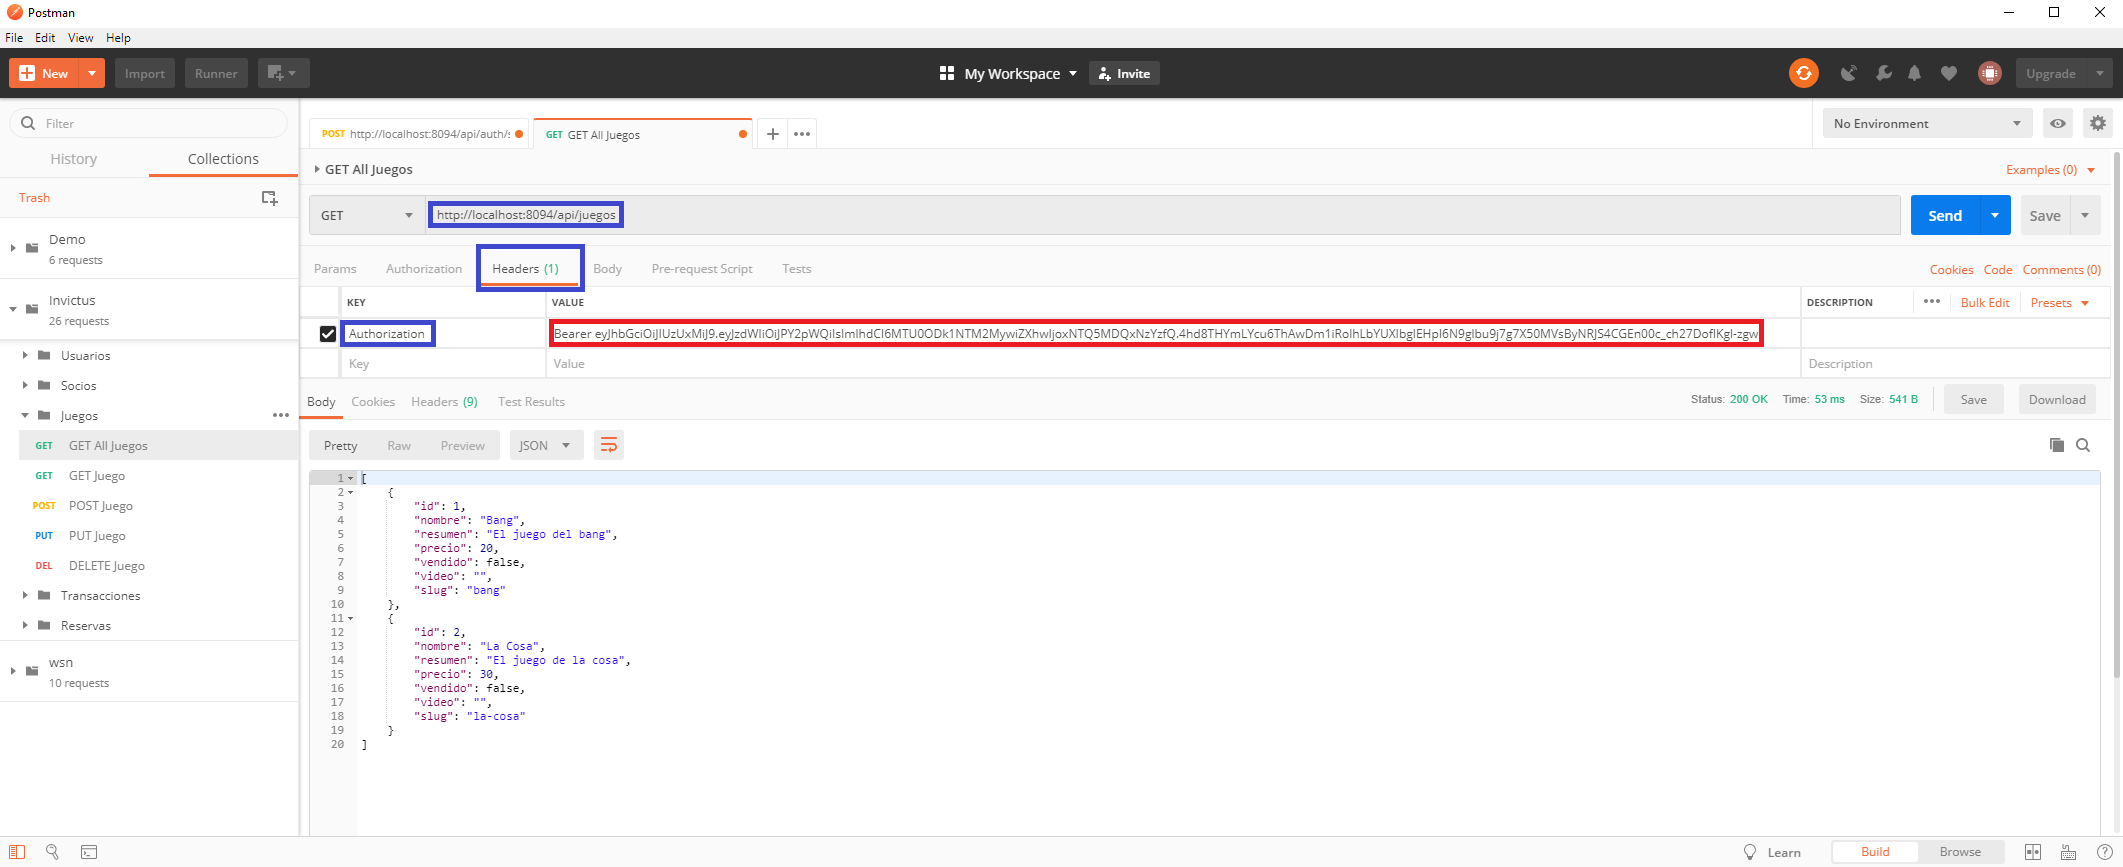 Postman
File Edit View Help
New Import Runner My Workspace Invite Upgrade
Filter
History Collections
Trash
Demo
6 requests
Invictus
26 requests
Usuarios
Socios
Juegos
GET GET All Juegos
GET GET Juego
POST POST Juego
PUT PUT Juego
DEL DELETE Juego
Transacciones
Reservas
wsn
10 requests
POST http://localhost:8094/api/auth/s GET GET All Juegos No Environment
GET All Juegos Examples (0)
GET http://localhost:8094/api/juegos Send Save
Params Authorization Headers (1) Body Pre-request Script Tests Cookies Code Comments (0)
KEY VALUE DESCRIPTION Bulk Edit Presets
Authorization Bearer
Key Value Description
Body Cookies Headers (9) Test Results Status: 200 OK Time: 53 ms Size: 541 B Save Download
Pretty Raw Preview JSON
1 [
2 {
3 "id": 1,
4 "nombre": "Bang",
5 "resumen": "El juego del bang",
6 "precio": 20,
7 "vendido": false,
8 "video": "",
9 "slug": "bang"
10 },
11 {
12 "id": 2,
13 "nombre": "La Cosa",
14 "resumen": "El juego de la cosa",
15 "precio": 30,
16 "vendido": false,
17 "video": "",
18 "slug": "la-cosa"
19 }
20 ]
Learn Build Browse